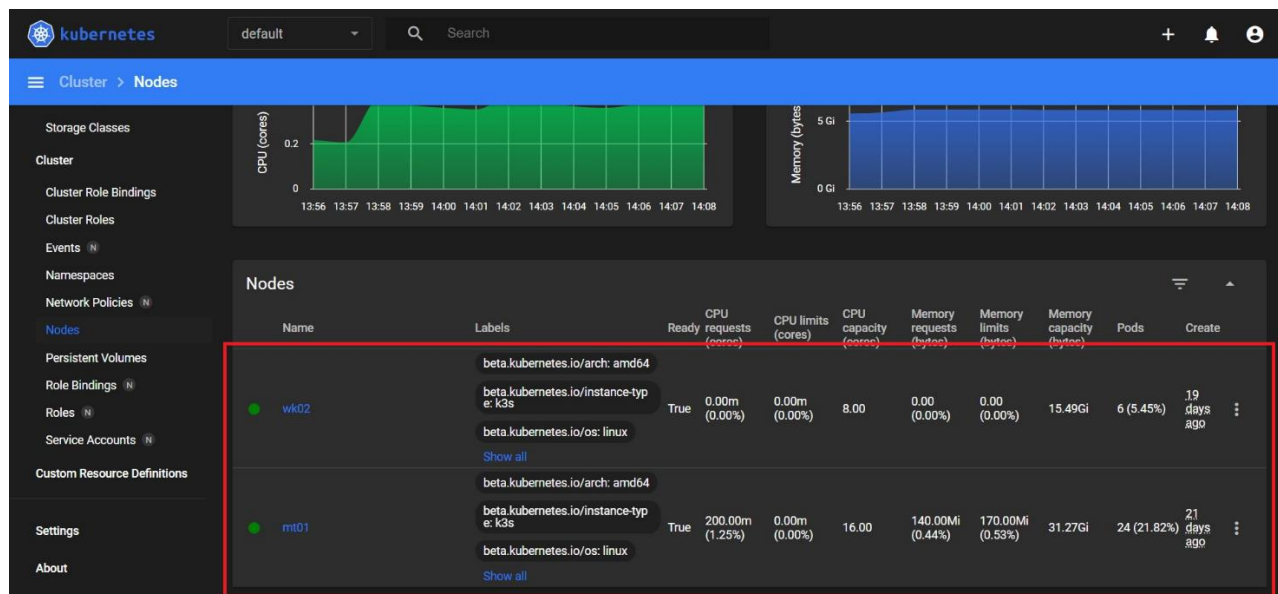 kubernetes
default
Search
Cluster > Nodes
Storage Classes
Cluster
Cluster Role Bindings
Cluster Roles
Events N
Namespaces
Network Policies N
Nodes
Persistent Volumes
Role Bindings N
Roles N
Service Accounts N
Custom Resource Definitions
Settings
About
CPU (cores)
0.2
0
13:56 13:57 13:58 13:59 14:00 14:01 14:02 14:03 14:04 14:05 14:06 14:07 14:08
Memory (bytes
5 Gi
0 Gi
13:56 13:57 13:58 13:59 14:00 14:01 14:02 14:03 14:04 14:05 14:06 14:07 14:08
Nodes
Name
Labels
Ready
CPU
requests
(cores)
CPU limits
(cores)
CPU
capacity
(cores)
Memory
requests
(bytes)
Memory
limits
(bytes)
Memory
capacity
(bytes)
Pods
Create
wk02
beta.kubernetes.io/arch: amd64
beta.kubernetes.io/instance-typ
e: k3s
beta.kubernetes.io/os: linux
Show all
True
0.00m
(0.00%)
0.00m
(0.00%)
8.00
0.00
(0.00%)
0.00
(0.00%)
15.49Gi
6 (5.45%)
19
days
ago
mt01
beta.kubernetes.io/arch: amd64
beta.kubernetes.io/instance-typ
e: k3s
beta.kubernetes.io/os: linux
Show all
True
200.00m
(1.25%)
0.00m
(0.00%)
16.00
140.00Mi
(0.44%)
170.00Mi
(0.53%)
31.27Gi
24 (21.82%)
21
days
ago